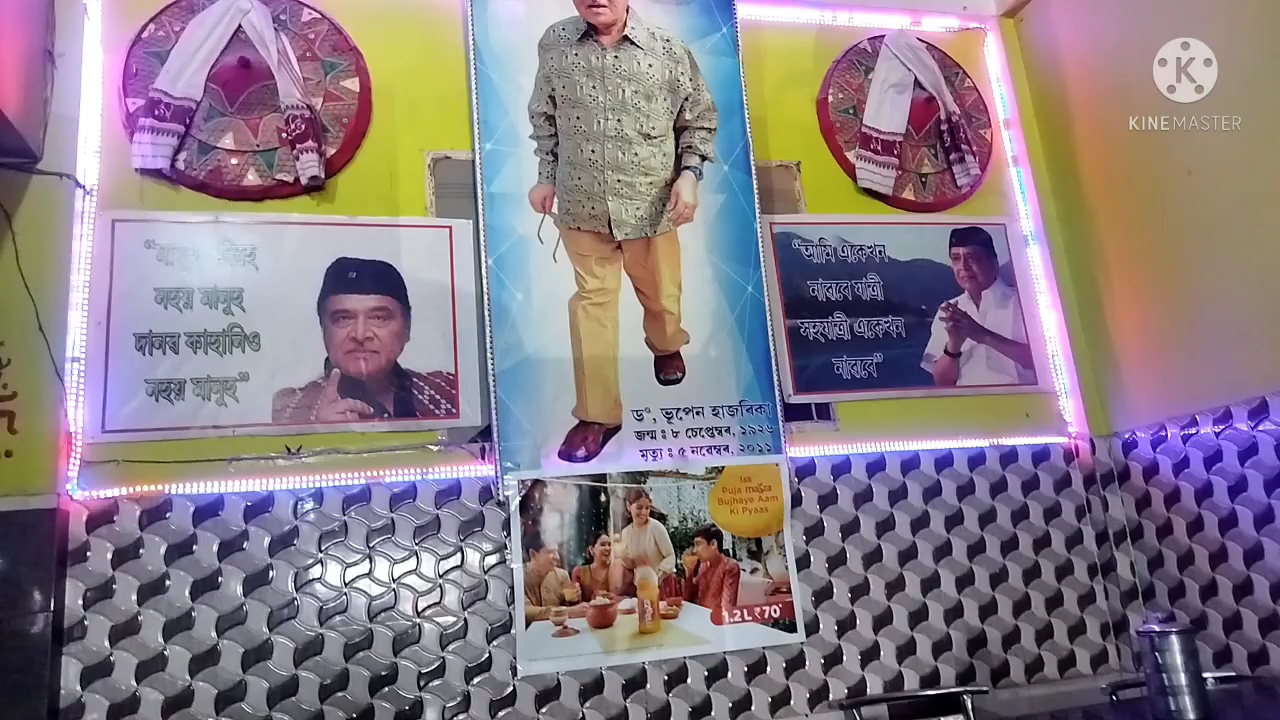 নহয় মানুহ
দানৱ কাহানিও
নহয় মানুহ”
“আমি একেখন
নাৱৰে যাত্ৰী
সহযাত্ৰী একেখন
নাৱৰে”
ড°, ভূপেন হাজৰিকা
জন্ম ঃ ৮ চেপ্তেম্বৰ, ১৯২৬
মৃত্যু ঃ ৫ নৱেম্বৰ, ২০১১
Iss
Puja maaza
Bujhaye Aam
Ki Pyaas
1.2L ₹70*
KINEMASTER